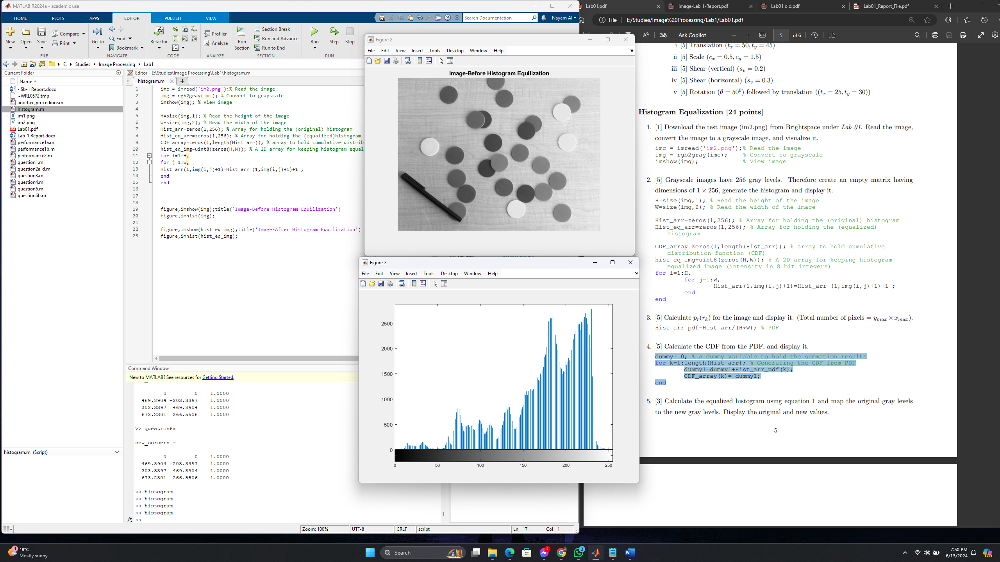 MATLAB R2024a - academic use
HOME PLOTS APPS EDITOR PUBLISH VIEW
Search Documentation
Nayem Al
New Open Save Compare Print
Go To Find Bookmark
Refactor
Profiler Analyze
Run Section Section Break Run and Advance Run to End
Run Step Stop
FILE NAVIGATE CODE ANALYZE SECTION RUN
E: Studies Image Processing Lab1
Current Folder
Name
~$b-1 Report.docx
~WRL0572.tmp
another_procediure.m
histogram.m
im1.png
im2.png
Lab01.pdf
Lab-1 Report.docx
performance1a.m
performance1b.m
performance2.m
question1.m
question2a_d.m
question3.m
question4.m
question6.m
question6b.m
histogram.m (Script)
Editor - E:\Studies\Image Processing\Lab1\histogram.m
histogram.m
1 imc = imread('im2.png');% Read the image
2 img = rgb2gray(imc); % Convert to grayscale
3 imshow(img); % View image
4
5 H=size(img,1); % Read the height of the image
6 W=size(img,2); % Read the width of the image
7 Hist_arr=zeros(1,256); % Array for holding the (original) histogram
8 Hist_eq_arr=zeros(1,256); % Array for holding the (equalized)histogram
9 CDF_array=zeros(1,length(Hist_arr)); % array to hold cumulative distrib
10 hist_eq_img=uint8(zeros(H,W)); % A 2D array for keeping histogram equal
11 for i=1:H,
12 for j=1:W,
13 Hist_arr(1,img(i,j)+1)=Hist_arr (1,img(i,j)+1)+1 ;
14 end
15 end
16
17
18
19 figure,imshow(img);title('Image-Before Histogram Equilization')
20 figure,imhist(img);
21
22 figure,imshow(hist_eq_img);title('Image-After Histogram Equilization')
23 figure,imhist(hist_eq_img);
Command Window
New to MATLAB? See resources for Getting Started.
0 0 1.0000
469.8904 -203.3397 1.0000
203.3397 469.8904 1.0000
673.2301 266.5506 1.0000
>> question6a
new_corners =
0 0 1.0000
469.8904 -203.3397 1.0000
203.3397 469.8904 1.0000
673.2301 266.5506 1.0000
>> histogram
>> histogram
>> histogram
>> histogram
fx >>
Zoom: 100% UTF-8 CRLF script Ln 17 Col 1
Figure 2
File Edit View Insert Tools Desktop Window Help
Image-Before Histogram Equilization
Figure 3
File Edit View Insert Tools Desktop Window Help
2500
2000
1500
1000
500
0
0 50 100 150 200 250
Lab01.pdf Image-Lab 1-Report.pdf Lab01 old.pdf Lab01_Report_File.pdf
File E:/Studies/Image%20Processing/Lab1/Lab01.pdf
Ask Copilot 5 of 6
i [5] Translation (tx = 50, ty = 45)
ii [5] Scale (cx = 0.5, cy = 1.5)
iii [5] Shear (vertical) (sv = 0.2)
iv [5] Shear (horizontal) (sv = 0.3)
v [5] Rotation (θ = 50⁰) followed by translation ((tx = 25, ty = 30))
Histogram Equalization [24 points]
1. [1] Download the test image (im2.png) from Brightspace under Lab 01. Read the image,
convert the image to a grayscale image, and visualize it.
imc = imread('im2.png');% Read the image
img = rgb2gray(imc); % Convert to grayscale
imshow(img); % View image
2. [5] Grayscale images have 256 gray levels. Therefore create an empty matrix having
dimensions of 1 × 256, generate the histogram and display it.
H=size(img,1); % Read the height of the image
W=size(img,2); % Read the width of the image
Hist_arr=zeros(1,256); % Array for holding the (original) histogram
Hist_eq_arr=zeros(1,256); % Array for holding the (equalized)
histogram
CDF_array=zeros(1,length(Hist_arr)); % array to hold cumulative
distribution function (CDF)
hist_eq_img=uint8(zeros(H,W)); % A 2D array for keeping histogram
equalized image (intensity in 8 bit integers)
for i=1:H,
for j=1:W,
Hist_arr(1,img(i,j)+1)=Hist_arr (1,img(i,j)+1)+1 ;
end
end
3. [5] Calculate pr(rk) for the image and display it. (Total number of pixels = ymax × xmax).
Hist_arr_pdf=Hist_arr/(H*W); % PDF
4. [5] Calculate the CDF from the PDF, and display it.
dummy1=0; % A dummy variable to hold the summation results
for k=1:length(Hist_arr); % Generating the CDF from PDF
dummy1=dummy1+Hist_arr_pdf(k);
CDF_array(k)= dummy1;
end
5. [3] Calculate the equalized histogram using equation 1 and map the original gray levels
to the new gray levels. Display the original and new values.
5
1
18°C
Mostly sunny
Search
5
3
7:50 PM
6/13/2024
PRE